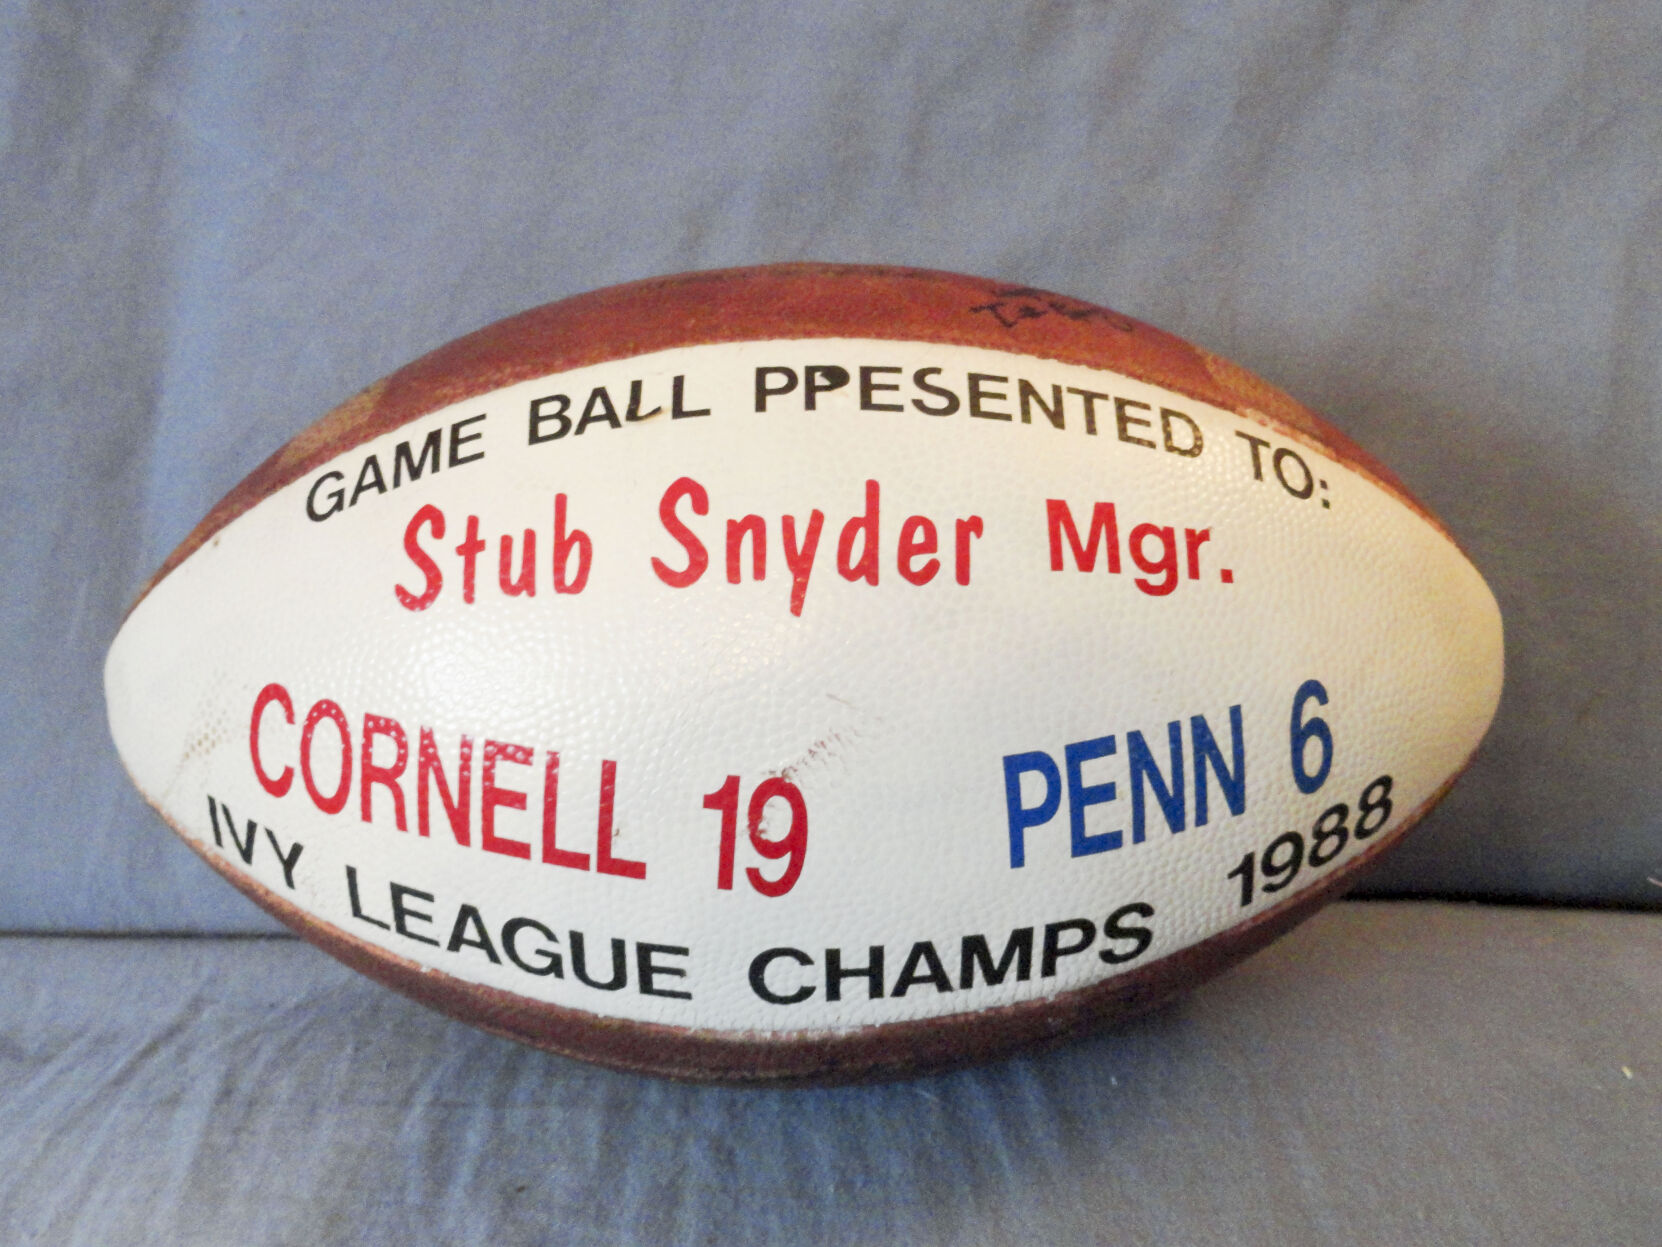 GAME BALL PPESENTED TO:
Stub Snyder Mgr.
CORNELL 19 PENN 6
IVY LEAGUE CHAMPS 1988